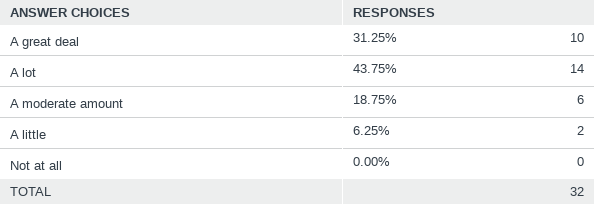 ANSWER CHOICES RESPONSES
A great deal 31.25% 10
A lot 43.75% 14
A moderate amount 18.75% 6
A little 6.25% 2
Not at all 0.00% 0
TOTAL 32